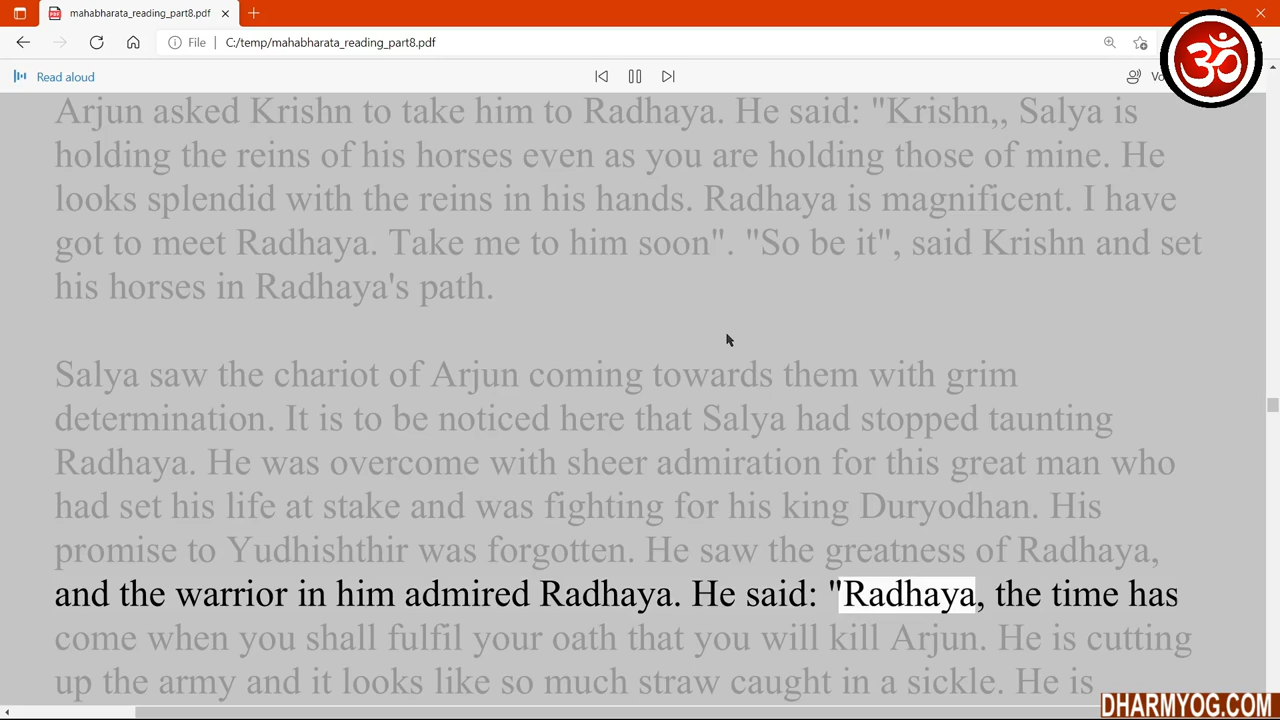 mahabharata_reading_part8.pdf
File
C:/temp/mahabharata_reading_part8.pdf
Read aloud
ॐ
Arjun asked Krishn to take him to Radhaya. He said: "Krishn,, Salya is
holding the reins of his horses even as you are holding those of mine. He
looks splendid with the reins in his hands. Radhaya is magnificent. I have
got to meet Radhaya. Take me to him soon". "So be it", said Krishn and set
his horses in Radhaya's path.
Salya saw the chariot of Arjun coming towards them with grim
determination. It is to be noticed here that Salya had stopped taunting
Radhaya. He was overcome with sheer admiration for this great man who
had set his life at stake and was fighting for his king Duryodhan. His
promise to Yudhishthir was forgotten. He saw the greatness of Radhaya,
and the warrior in him admired Radhaya. He said: "Radhaya, the time has
come when you shall fulfil your oath that you will kill Arjun. He is cutting
up the army and it looks like so much straw caught in a sickle. He is
DHARMYOG.COM